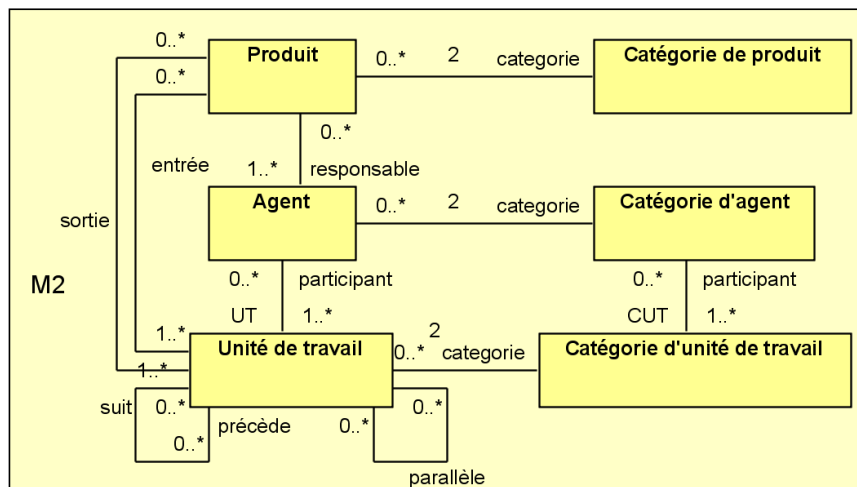 0..*
Produit
0..* 2 categorie
Catégorie de produit
0..*
0..*
entrée
1..* responsable
sortie
Agent
0..* 2 categorie
Catégorie d'agent
M2
0..* participant
0..* participant
UT 1..*
CUT 1..*
1..*
Unité de travail
2
0..* categorie
Catégorie d'unité de travail
1..*
suit 0..*
précède
0..*
0..*
0..*
parallèle